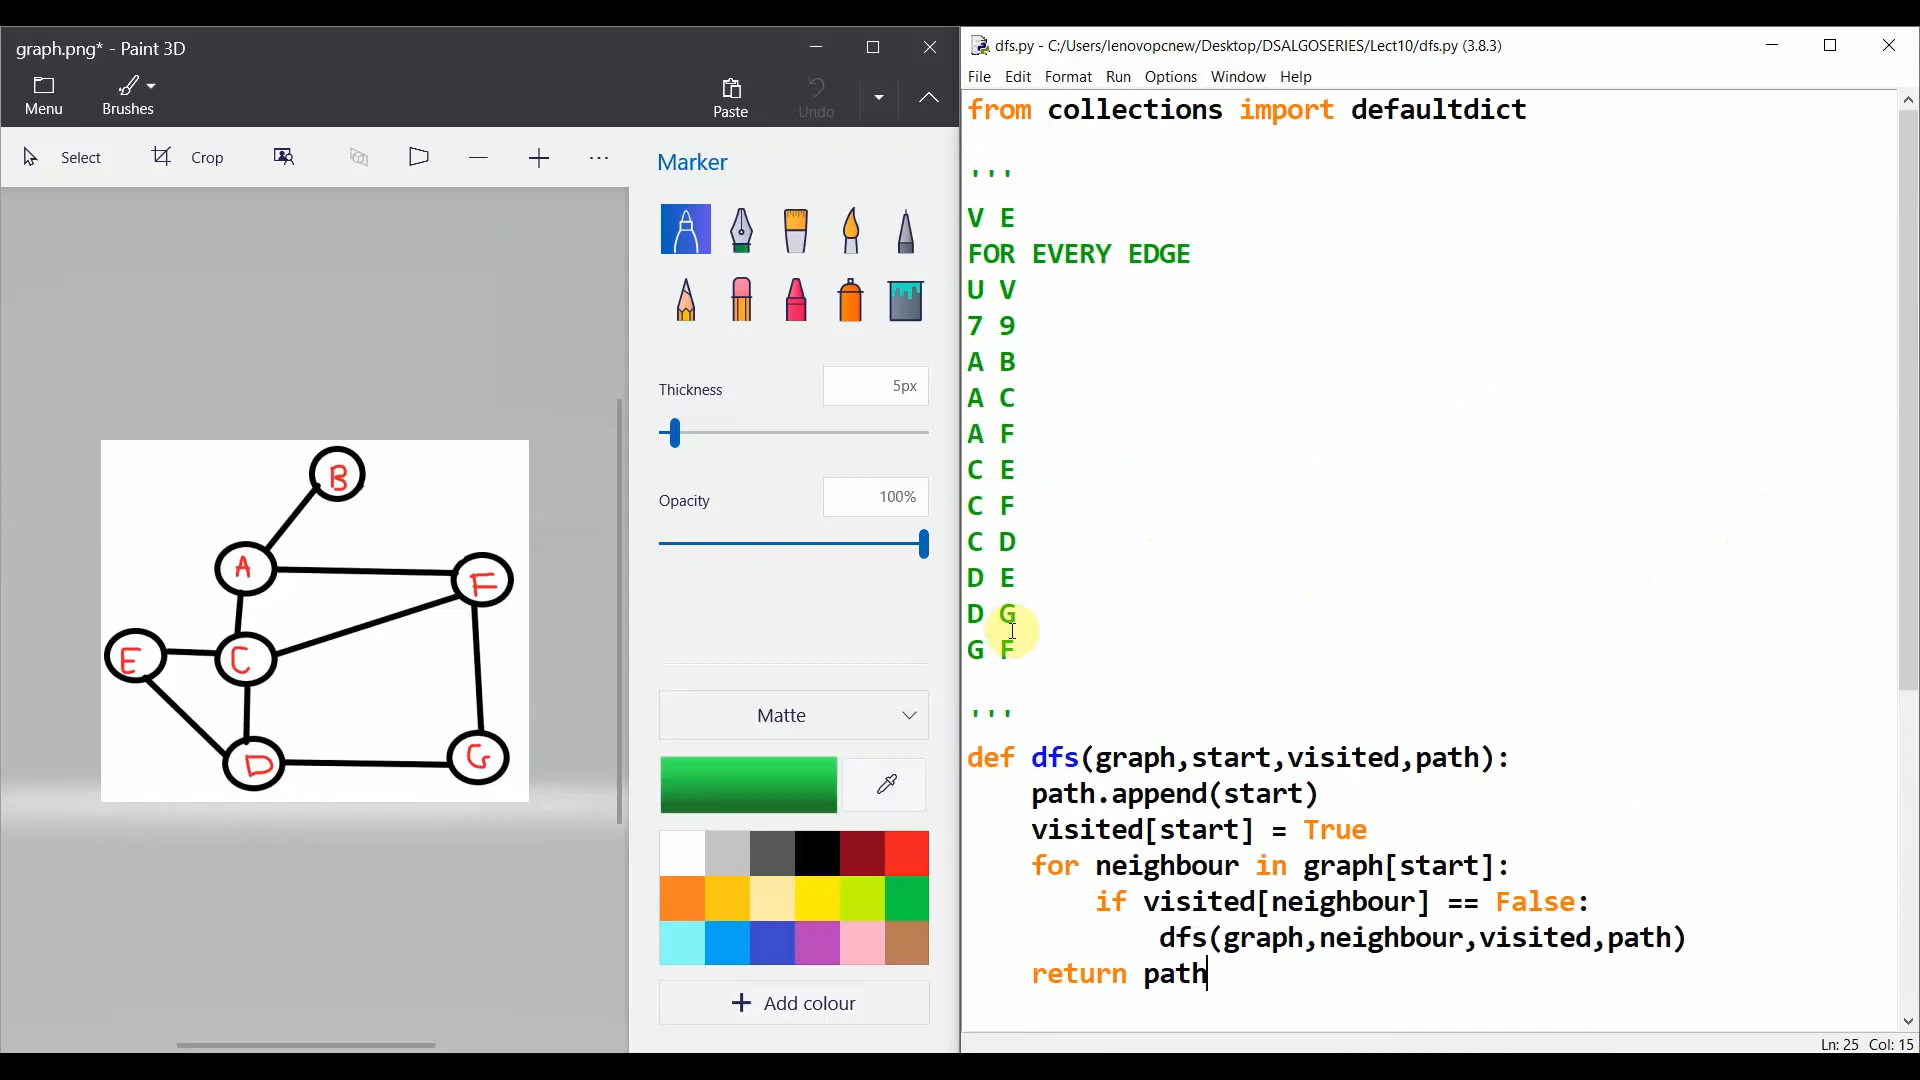 graph.png* - Paint 3D
Menu
Brushes
Paste
Undo
Select
Crop
Marker
Thickness
5px
Opacity
100%
Matte
Add colour
B
A
F
E
C
D
G
dfs.py - C:/Users/lenovopcnew/Desktop/DSALGOSERIES/Lect10/dfs.py (3.8.3)
File Edit Format Run Options Window Help
from collections import defaultdict
'''
V E
FOR EVERY EDGE
U V
7 9
A B
A C
A F
C E
C F
C D
D E
D G
G F
'''
def dfs(graph,start,visited,path):
    path.append(start)
    visited[start] = True
    for neighbour in graph[start]:
        if visited[neighbour] == False:
            dfs(graph,neighbour,visited,path)
    return path
Ln: 25 Col: 15